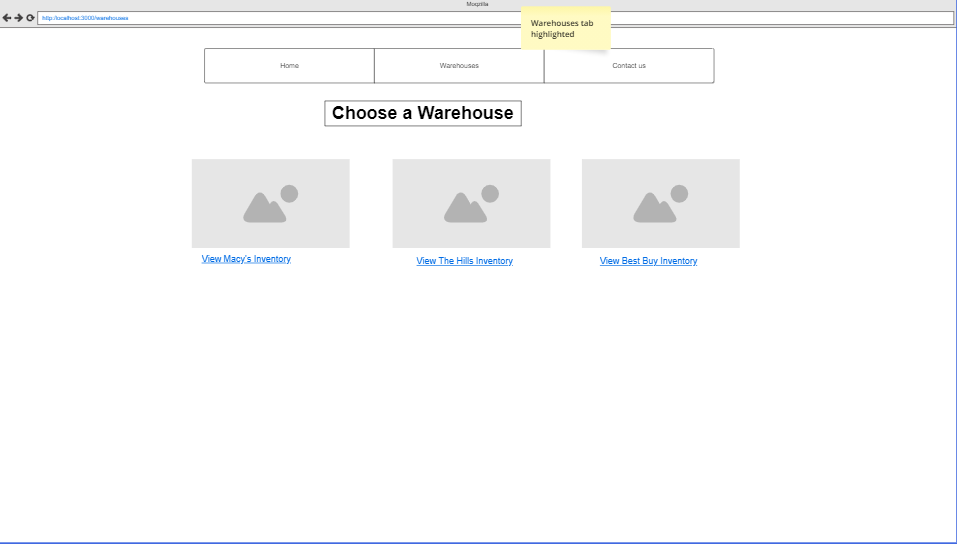 Moqptilla
http://localhost:3000/warehouses
Warehouses tab
highlighted
Home
Warehouses
Contact us
Choose a Warehouse
View Macy's Inventory
View The Hills Inventory
View Best Buy Inventory